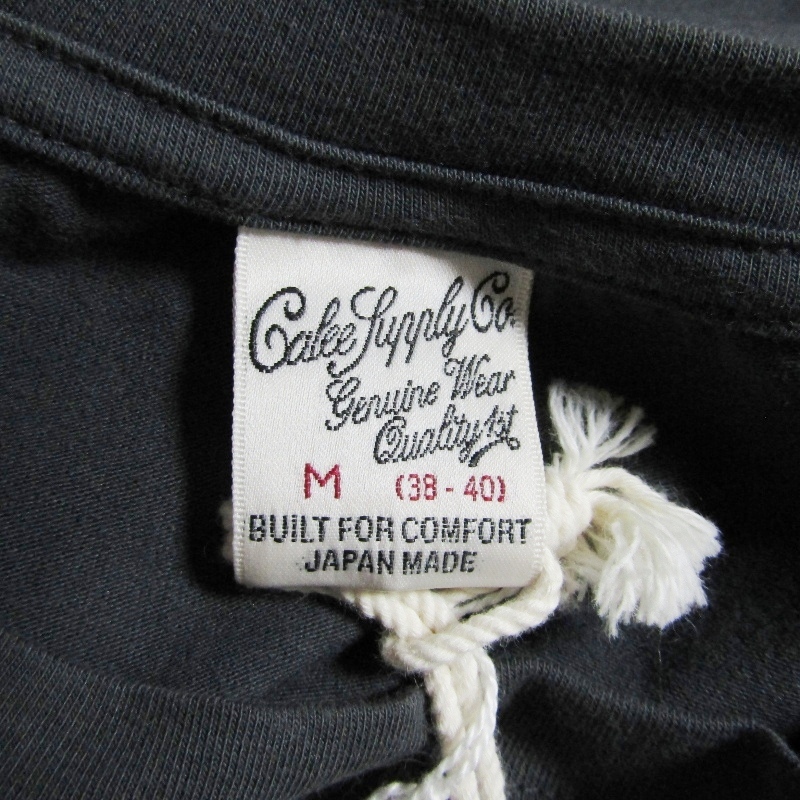 Calee Supply Co.
Genuine Wear
Quality 1st
M (38 - 40)
BUILT FOR COMFORT
JAPAN MADE